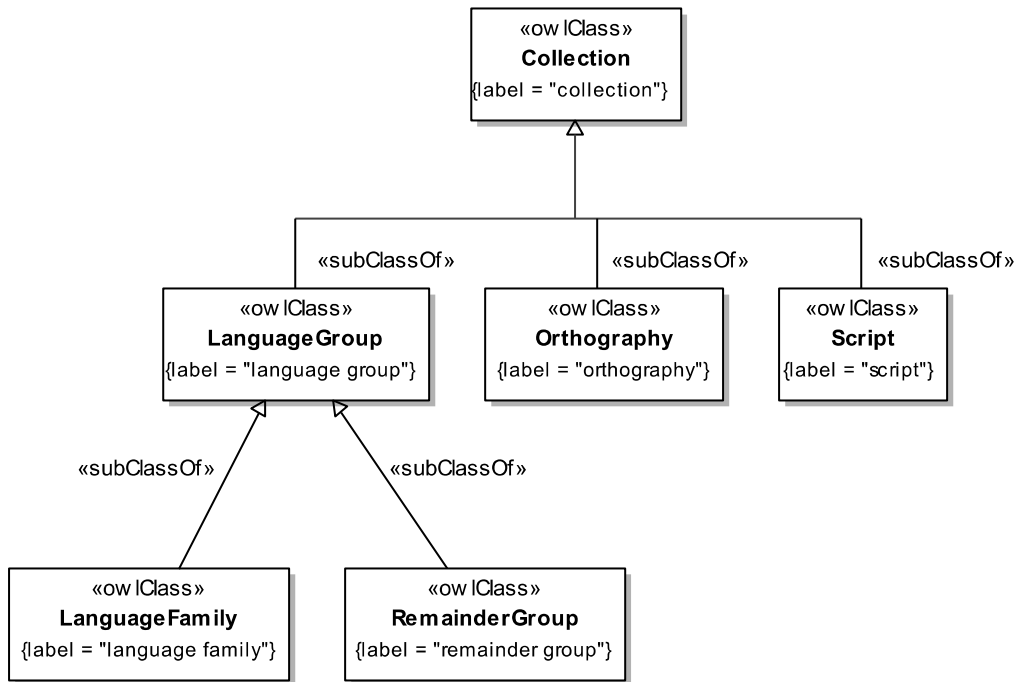 «owlClass»
Collection
{label = "collection"}
«subClassOf»
«subClassOf»
«subClassOf»
«owlClass»
LanguageGroup
{label = "language group"}
«owlClass»
Orthography
{label = "orthography"}
«owlClass»
Script
{label = "script"}
«subClassOf»
«subClassOf»
«owlClass»
LanguageFamily
{label = "language family"}
«owlClass»
RemainderGroup
{label = "remainder group"}